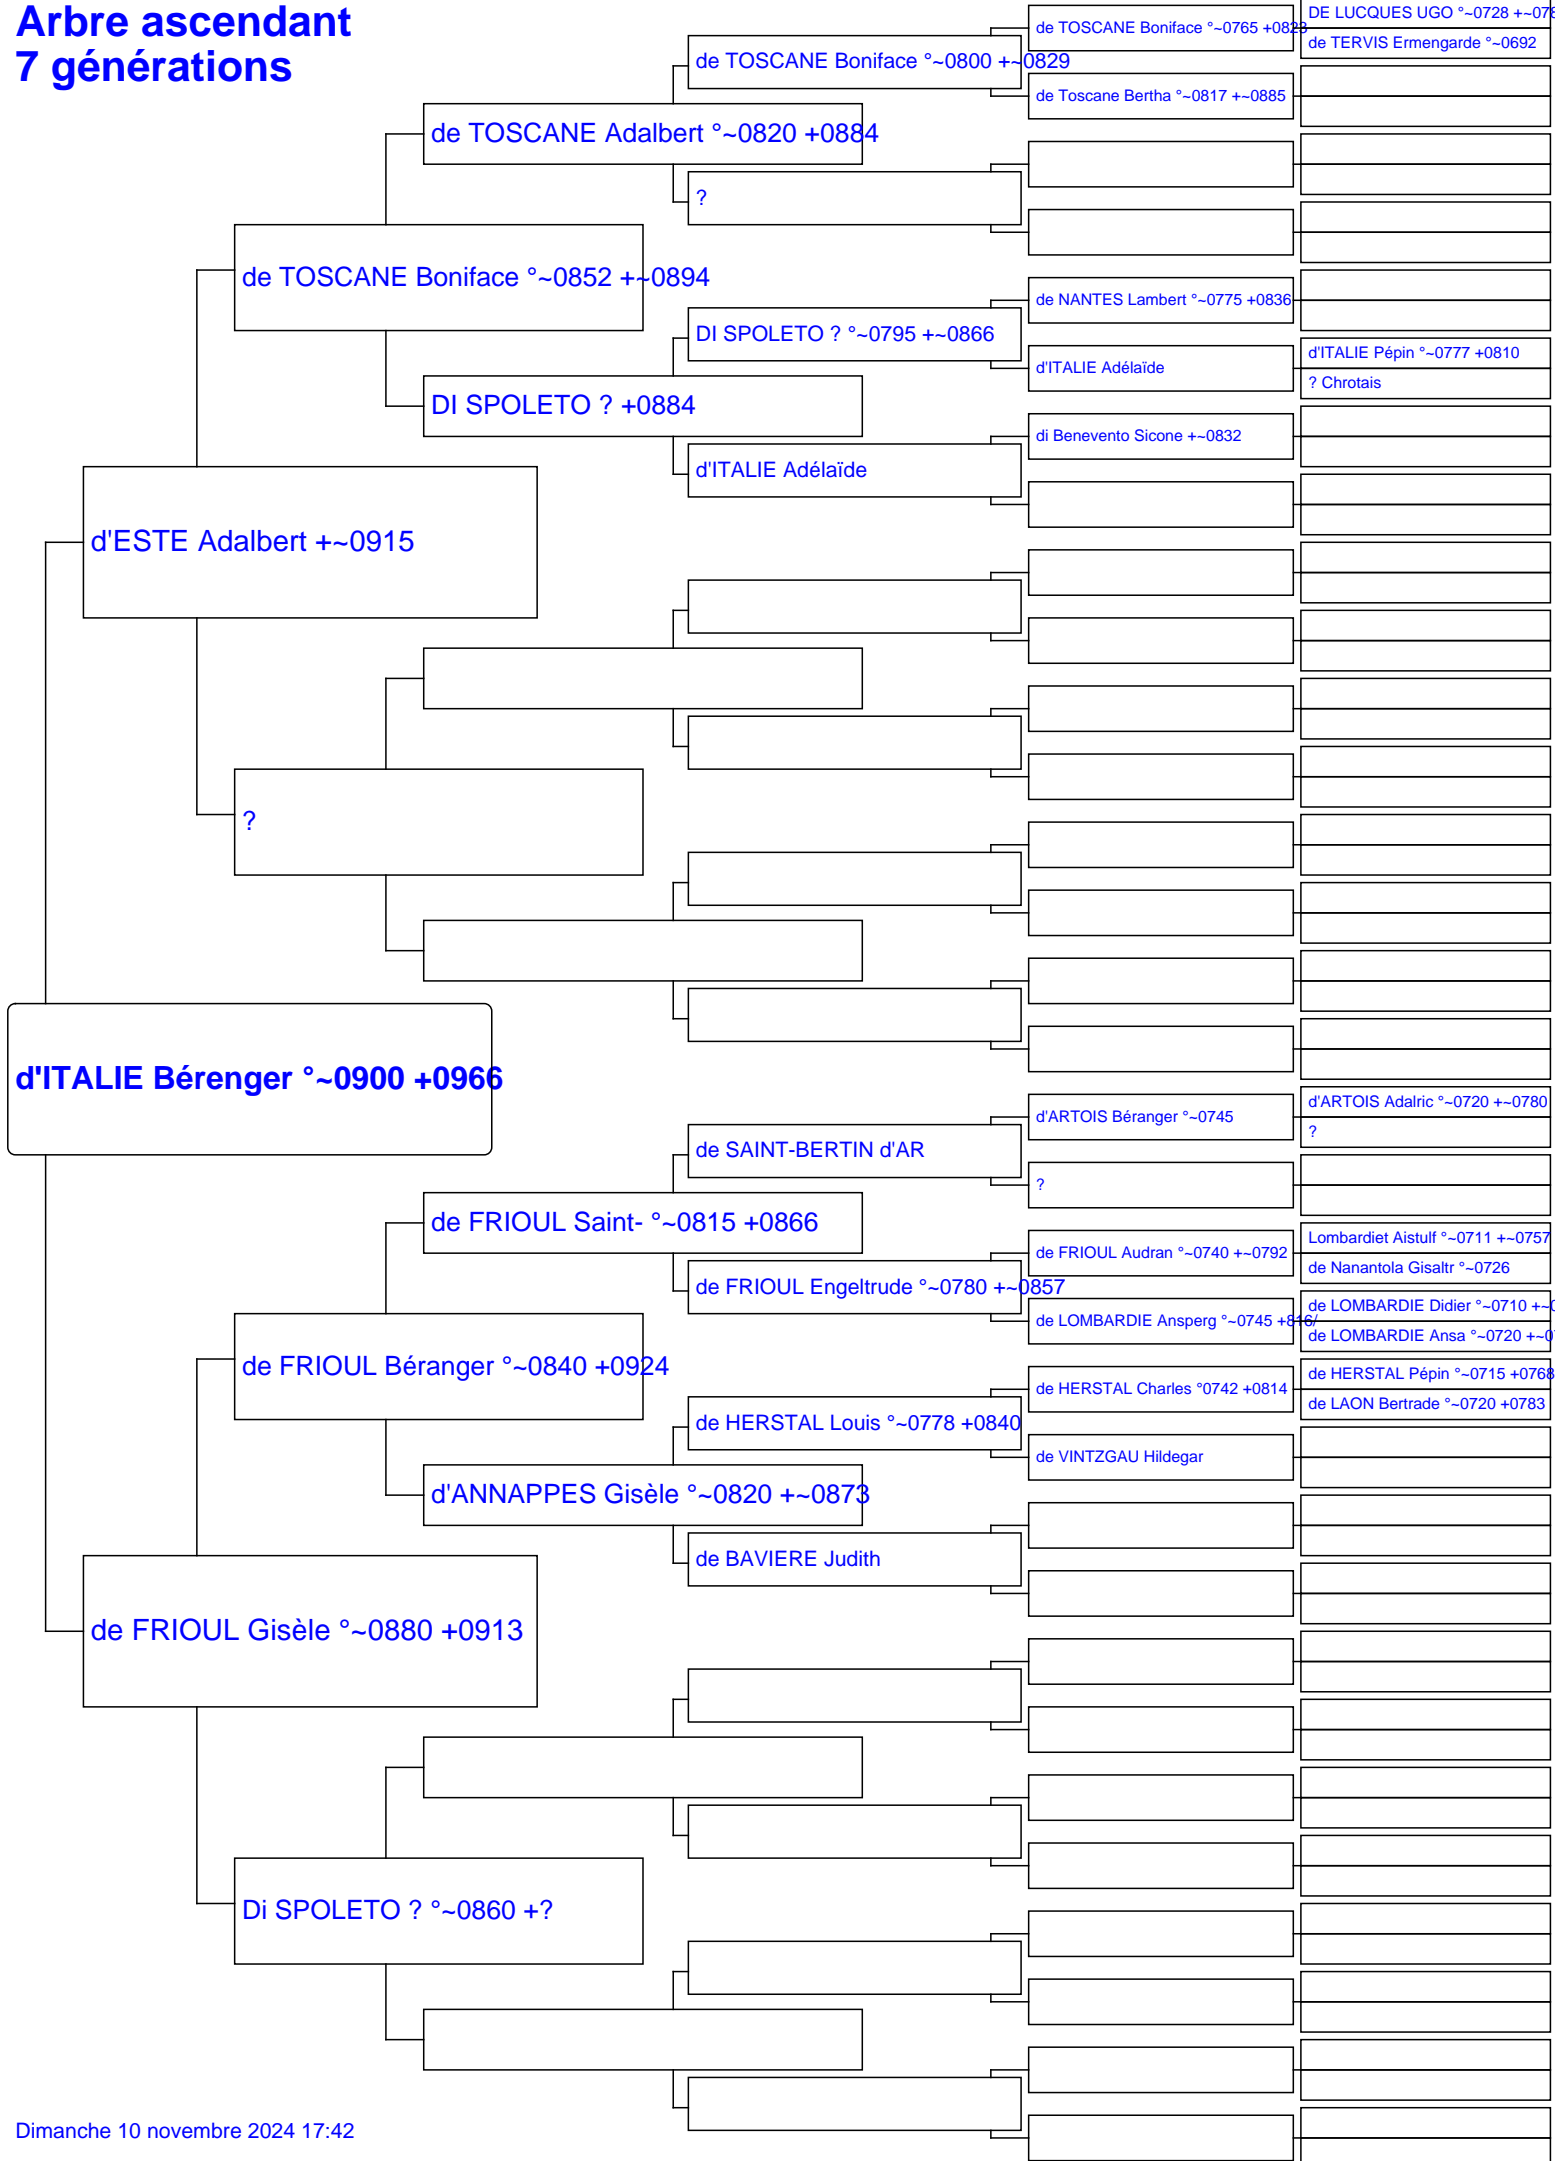 Arbre ascendant
7 générations
d'ITALIE Bérenger °~0900 +0966
d'ESTE Adalbert +~0915
de FRIOUL Gisèle °~0880 +0913
de TOSCANE Boniface °~0852 +~0894
?
de FRIOUL Béranger °~0840 +0924
Di SPOLETO ? °~0860 +?
de TOSCANE Adalbert °~0820 +0884
DI SPOLETO ? +0884
de FRIOUL Saint- °~0815 +0866
d'ANNAPPES Gisèle °~0820 +~0873
de TOSCANE Boniface °~0800 +~0829
?
DI SPOLETO ? °~0795 +~0866
d'ITALIE Adélaïde
de SAINT-BERTIN d'AR
de FRIOUL Engeltrude °~0780 +~0857
de HERSTAL Louis °~0778 +0840
de BAVIERE Judith
de TOSCANE Boniface °~0765 +0823
de Toscane Bertha °~0817 +~0885
de NANTES Lambert °~0775 +0836
d'ITALIE Adélaïde
di Benevento Sicone +~0832
d'ARTOIS Béranger °~0745
?
de FRIOUL Audran °~0740 +~0792
de LOMBARDIE Ansperg °~0745 +816/
de HERSTAL Charles °0742 +0814
de VINTZGAU Hildegar
DE LUCQUES UGO °~0728 +~078
de TERVIS Ermengarde °~0692
d'ITALIE Pépin °~0777 +0810
? Chrotais
d'ARTOIS Adalric °~0720 +~0780
?
Lombardiet Aistulf °~0711 +~0757
de Nanantola Gisaltr °~0726
de LOMBARDIE Didier °~0710 +~0
de LOMBARDIE Ansa °~0720 +~0
de HERSTAL Pépin °~0715 +0768
de LAON Bertrade °~0720 +0783
Dimanche 10 novembre 2024 17:42